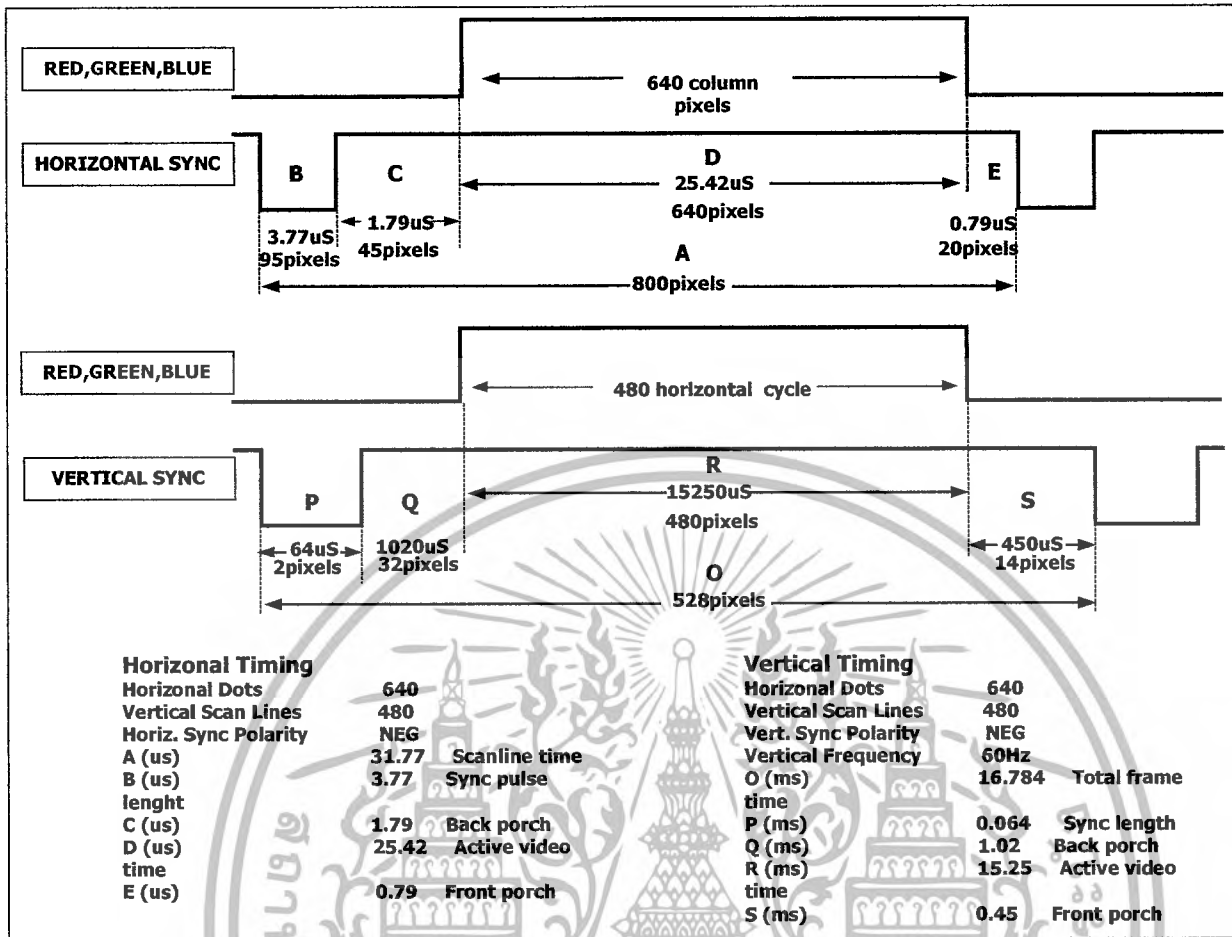 RED,GREEN,BLUE
640 column
pixels
HORIZONTAL SYNC
B
C
D
E
25.42uS
640pixels
1.79uS
45pixels
3.77uS
95pixels
0.79uS
20pixels
A
800pixels
RED,GREEN,BLUE
480 horizontal cycle
VERTICAL SYNC
P
Q
R
S
15250uS
480pixels
64uS
2pixels
1020uS
32pixels
450uS
14pixels
O
528pixels
Horizonal Timing
Horizonal Dots 640
Vertical Scan Lines 480
Horiz. Sync Polarity NEG
A (us) 31.77 Scanline time
B (us) 3.77 Sync pulse
lenght
C (us) 1.79 Back porch
D (us) 25.42 Active video
time
E (us) 0.79 Front porch
Vertical Timing
Horizonal Dots 640
Vertical Scan Lines 480
Vert. Sync Polarity NEG
Vertical Frequency 60Hz
O (ms) 16.784 Total frame
time
P (ms) 0.064 Sync length
Q (ms) 1.02 Back porch
R (ms) 15.25 Active video
time
S (ms) 0.45 Front porch